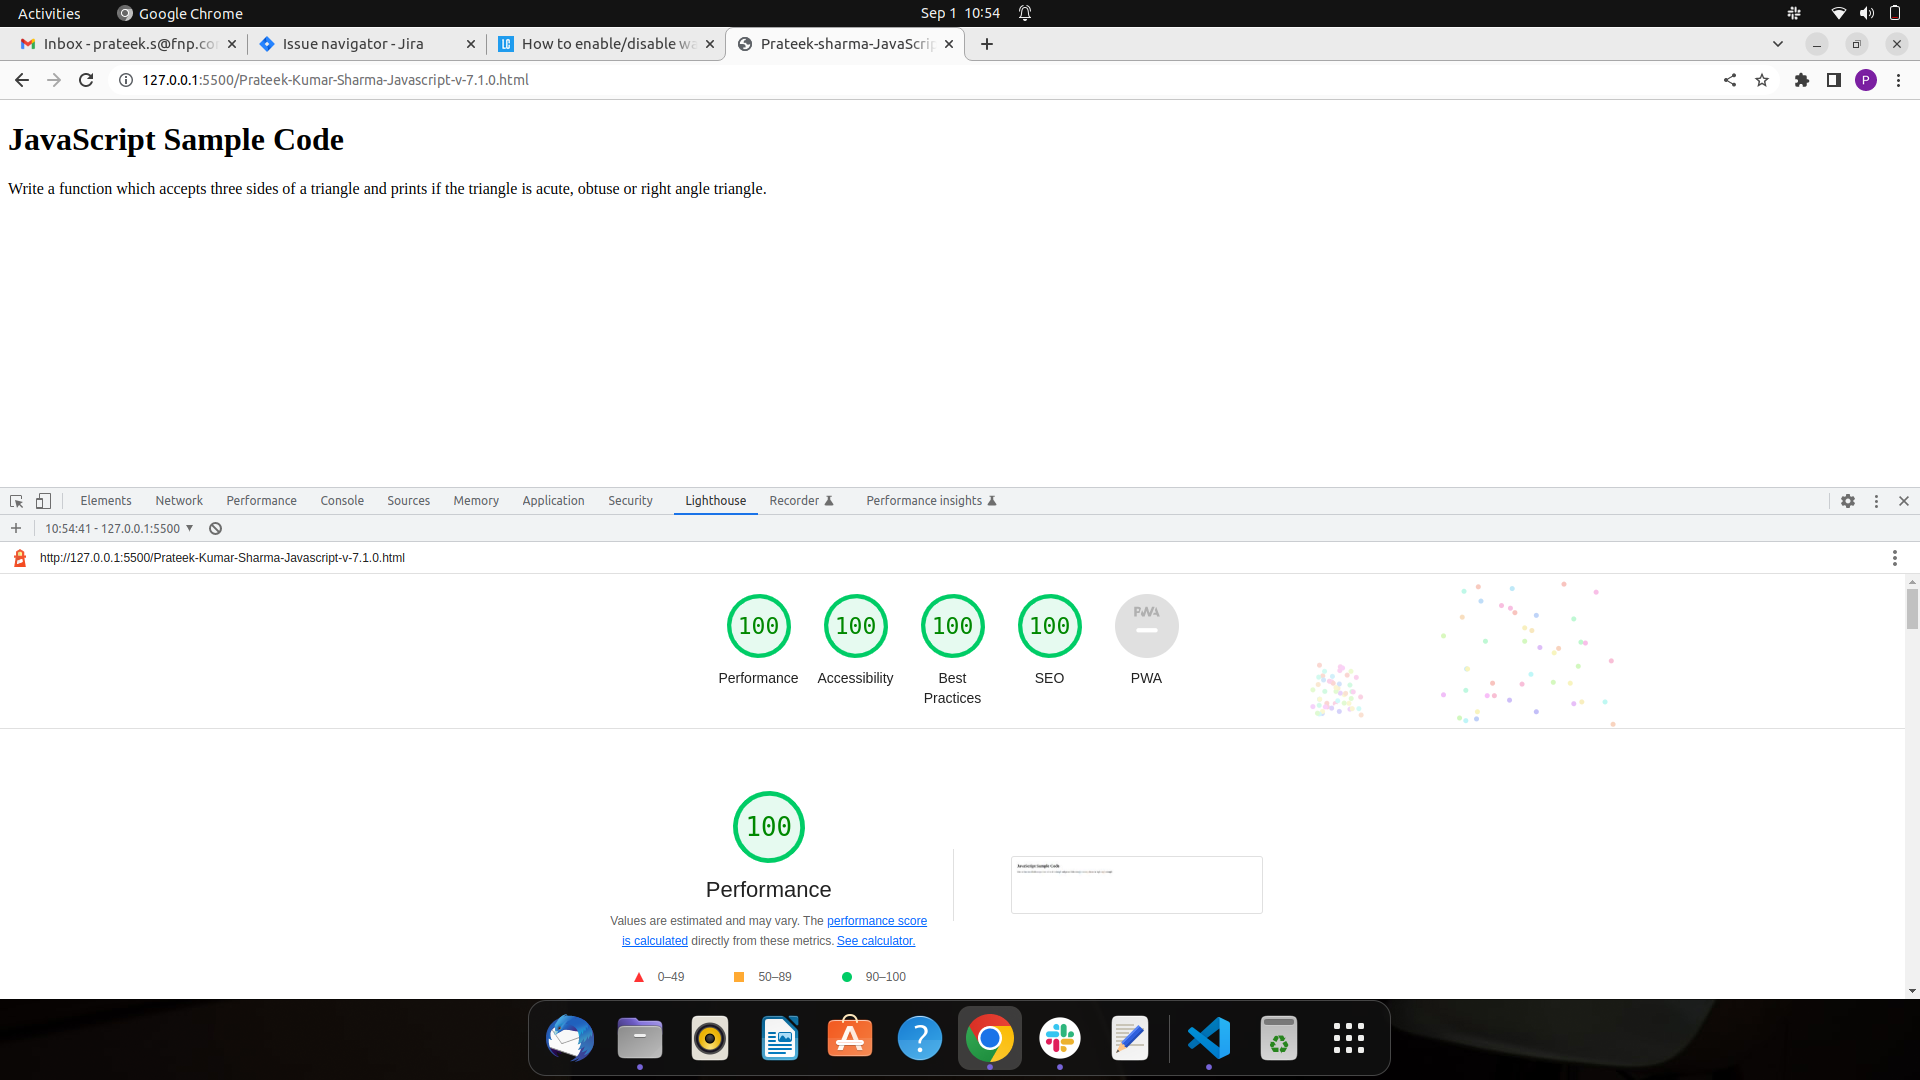 Activities
Google Chrome
Sep 1 10:54
Inbox - prateek.s@fnp.co
Issue navigator - Jira
How to enable/disable wa
Prateek-sharma-JavaScrip
127.0.0.1:5500/Prateek-Kumar-Sharma-Javascript-v-7.1.0.html
P
JavaScript Sample Code
Write a function which accepts three sides of a triangle and prints if the triangle is acute, obtuse or right angle triangle.
Elements Network Performance Console Sources Memory Application Security Lighthouse Recorder Performance insights
10:54:41 - 127.0.0.1:5500
http://127.0.0.1:5500/Prateek-Kumar-Sharma-Javascript-v-7.1.0.html
100 100 100 100 PWA
Performance Accessibility Best Practices SEO PWA
100
Performance
Values are estimated and may vary. The performance score
is calculated directly from these metrics. See calculator.
0–49 50–89 90–100
JavaScript Sample Code